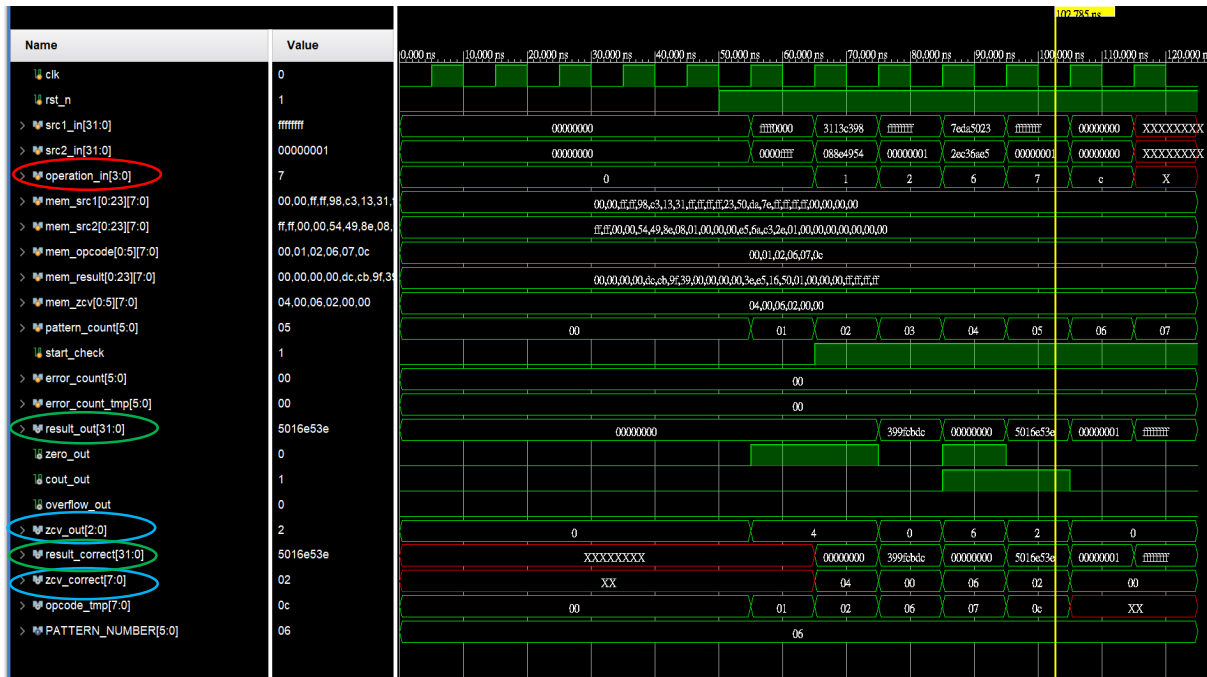 102.785 ns
Name Value 0.000 ns 10.000 ns 20.000 ns 30.000 ns 40.000 ns 50.000 ns 60.000 ns 70.000 ns 80.000 ns 90.000 ns 100.000 ns 110.000 ns 120.000 n
clk 0
rst_n 1
src1_in[31:0] ffffffff 00000000 ffff0000 3113c398 ffffffff 7eda5023 ffffffff 00000000 XXXXXXXX
src2_in[31:0] 00000001 00000000 0000ffff 088e4954 00000001 2ec36ae5 00000001 00000000 XXXXXXXX
operation_in[3:0] 7 0 1 2 6 7 c X
mem_src1[0:23][7:0] 00,00,ff,ff,98,c3,13,31, 00,00,ff,ff,98,c3,13,31,ff,ff,ff,ff,23,50,da,7e,ff,ff,ff,ff,00,00,00,00
mem_src2[0:23][7:0] ff,ff,00,00,54,49,8e,08, ff,ff,00,00,54,49,8e,08,01,00,00,00,e5,6a,c3,2e,01,00,00,00,00,00,00,00
mem_opcode[0:5][7:0] 00,01,02,06,07,0c 00,01,02,06,07,0c
mem_result[0:23][7:0] 00,00,00,00,dc,cb,9f,39 00,00,00,00,dc,cb,9f,39,00,00,00,00,3e,e5,16,50,01,00,00,00,ff,ff,ff,ff
mem_zcv[0:5][7:0] 04,00,06,02,00,00 04,00,06,02,00,00
pattern_count[5:0] 05 00 01 02 03 04 05 06 07
start_check 1
error_count[5:0] 00 00
error_count_tmp[5:0] 00 00
result_out[31:0] 5016e53e 00000000 399fcbdc 00000000 5016e53e 00000001 ffffffff
zero_out 0
cout_out 1
overflow_out 0
zcv_out[2:0] 2 0 4 0 6 2 0
result_correct[31:0] 5016e53e XXXXXXXX 00000000 399fcbdc 00000000 5016e53e 00000001 ffffffff
zcv_correct[7:0] 02 XX 04 00 06 02 00
opcode_tmp[7:0] 0c 00 01 02 06 07 0c XX
PATTERN_NUMBER[5:0] 06 06